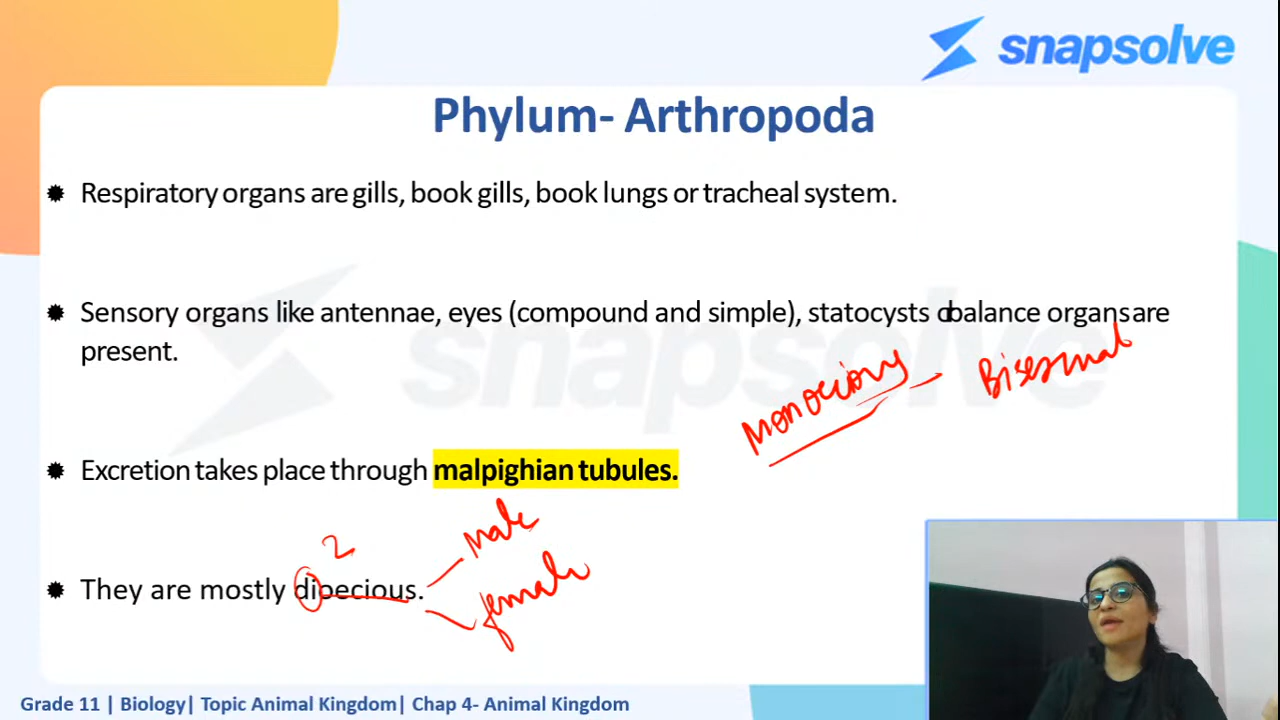 snapsolve
Phylum- Arthropoda
Respiratory organs are gills, book gills, book lungs or tracheal system.
Sensory organs like antennae, eyes (compound and simple), statocysts balance organs are
present.
Monoecious - Bisexual
Excretion takes place through malpighian tubules.
2
Male
They are mostly dioecious.
female
Grade 11 | Biology| Topic Animal Kingdom| Chap 4- Animal Kingdom